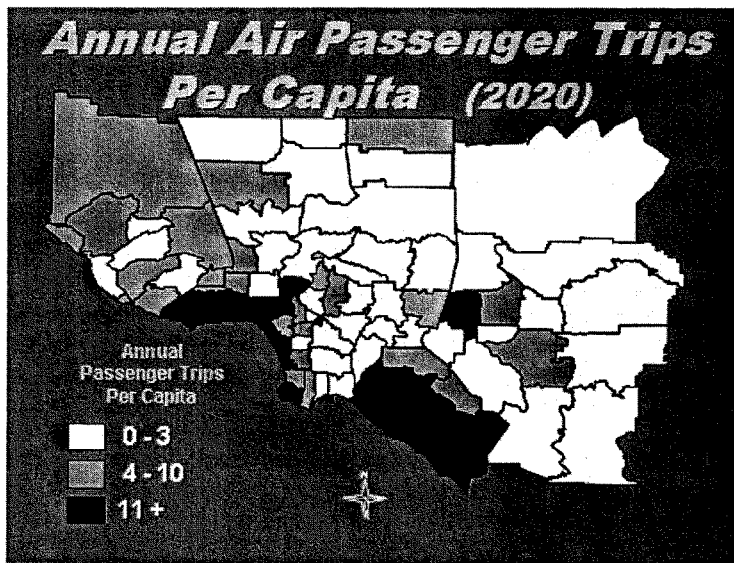 Annual Air Passenger Trips
Per Capita (2020)
Annual
Passenger Trips
Per Capita
0 - 3
4 - 10
11 +